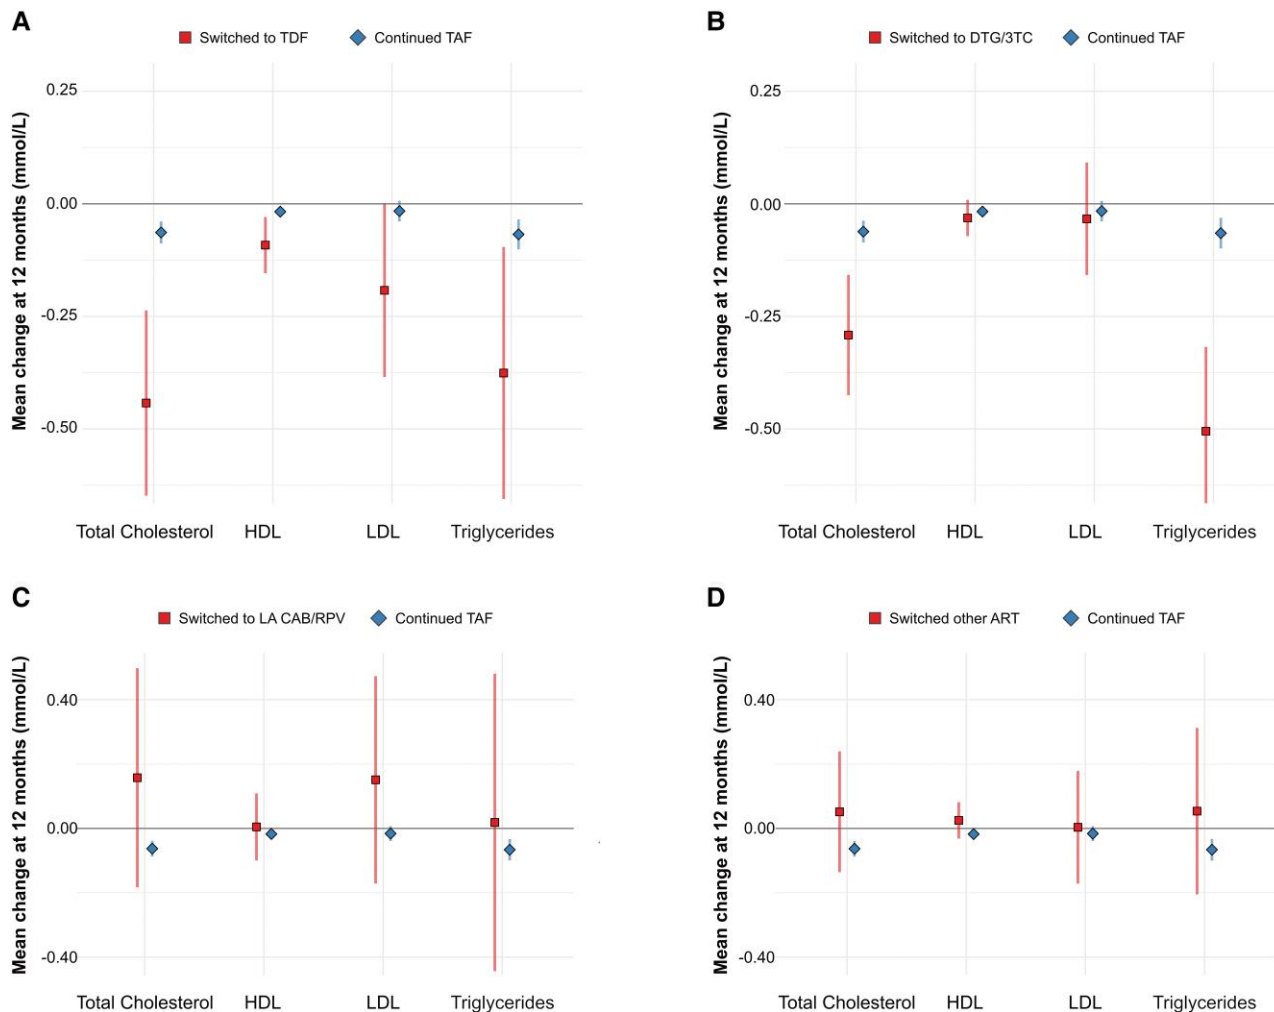 A
Switched to TDF Continued TAF
Mean change at 12 months (mmol/L)
0.25
0.00
-0.25
-0.50
Total Cholesterol HDL LDL Triglycerides
B
Switched to DTG/3TC Continued TAF
Mean change at 12 months (mmol/L)
0.25
0.00
-0.25
-0.50
Total Cholesterol HDL LDL Triglycerides
C
Switched to LA CAB/RPV Continued TAF
Mean change at 12 months (mmol/L)
0.40
0.00
-0.40
Total Cholesterol HDL LDL Triglycerides
D
Switched other ART Continued TAF
Mean change at 12 months (mmol/L)
0.40
0.00
-0.40
Total Cholesterol HDL LDL Triglycerides